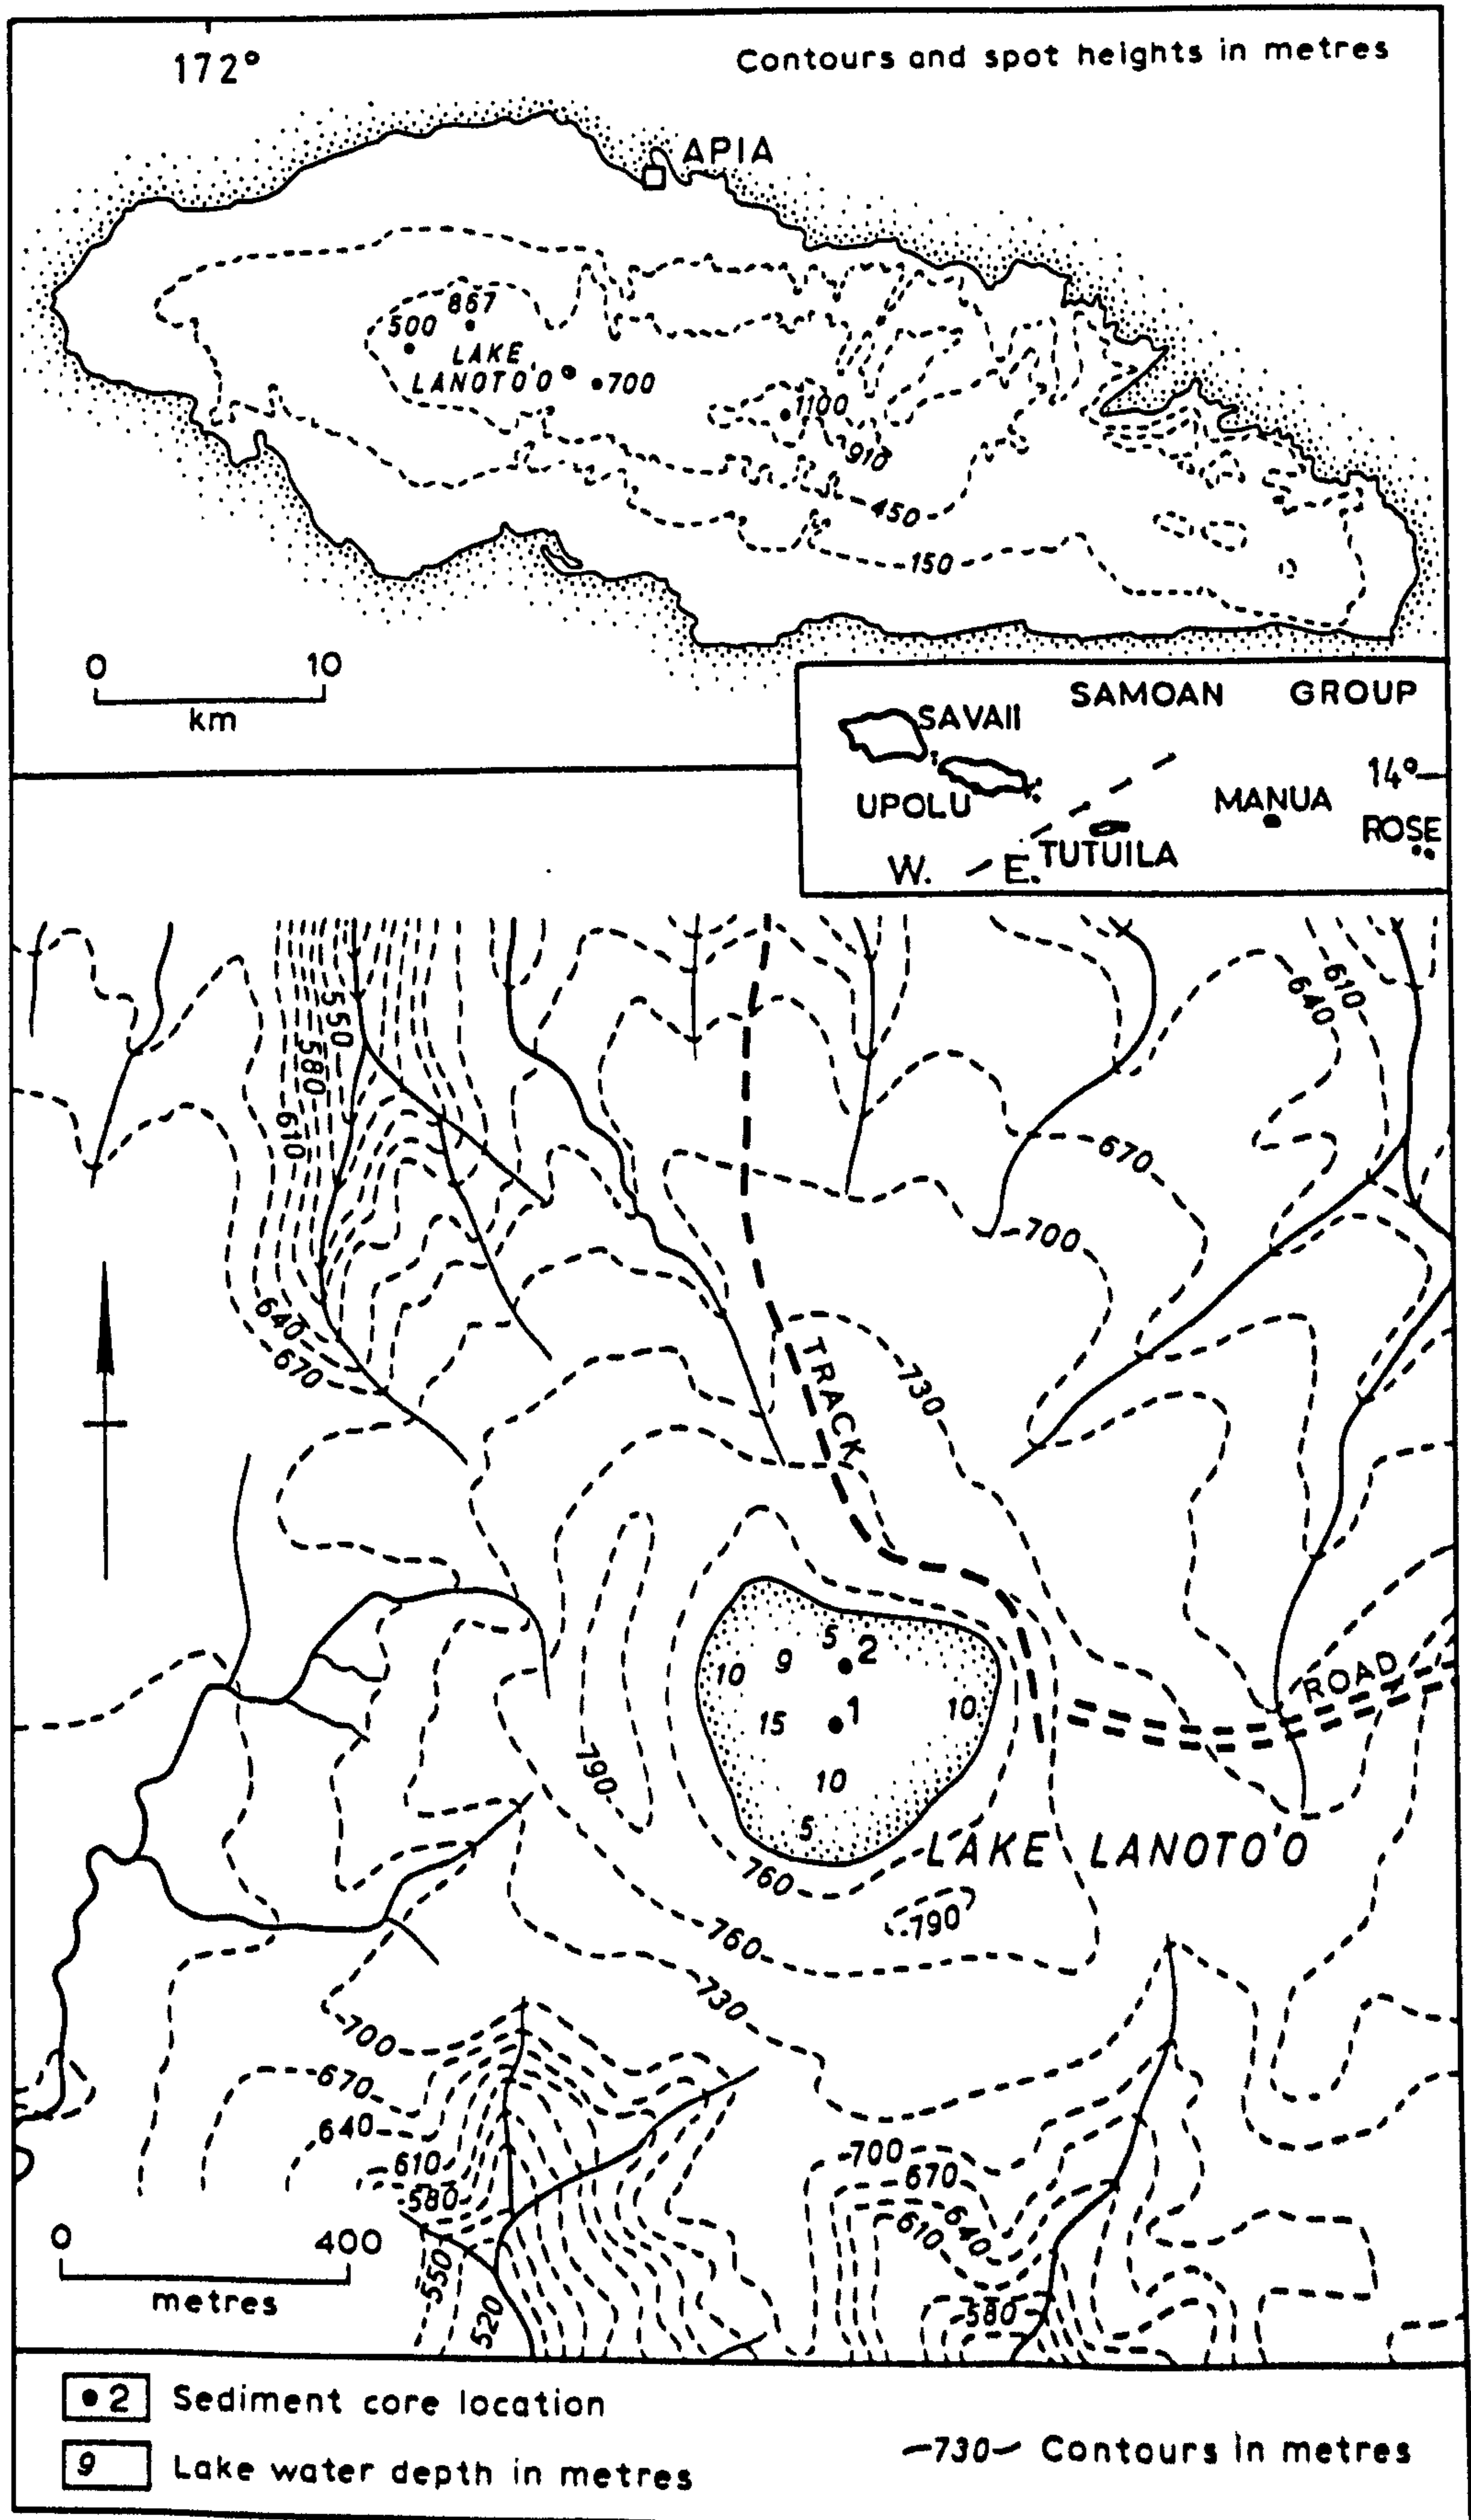 172°
Contours and spot heights in metres
APIA
867
500
LAKE
LANOTO'O
700
1100
910
450
150
0 10
km
SAMOAN GROUP
SAVAII
14°
UPOLU
MANUA
ROSE
TUTUILA
W. E.
550
580
610
640
610
670
700
640
670
730
TRACK
ROAD
5 2
10 9
15 1 10
10
5
790
LAKE LANOTO'O
760
790
760
730
700
670
640
610
580
700
670
640
610
0 400
metres
550
520
580
2 Sediment core location
9 Lake water depth in metres
730 Contours in metres